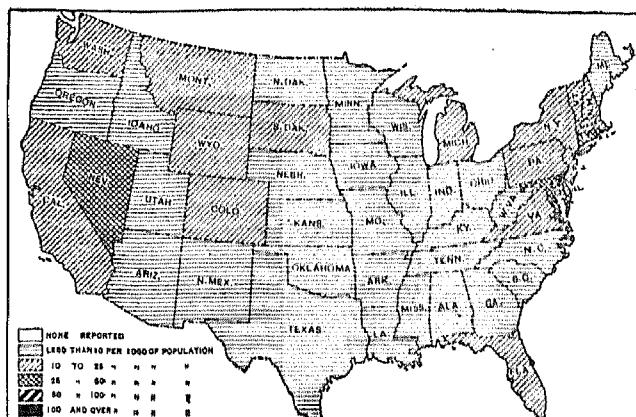 WASH.
MONT.
N.DAK.
MINN.
ME.
OREGON
IDAHO
WYO.
S.DAK.
WIS.
MICH.
N.Y.
NEBR.
IOWA
PA.
UTAH
COLO.
ILL.
IND.
OHIO
W.VA.
VA.
CAL.
KANS.
MO.
KY.
N.C.
TENN.
ARIZ.
N.MEX.
OKLAHOMA
ARK.
S.C.
MISS.
ALA.
GA.
TEXAS
LA.
FLA.
NONE REPORTED
LESS THAN 10 PER 1000 OF POPULATION
10 TO 25 " " " "
25 " 50 " " " "
50 " 100 " " " "
100 AND OVER " " " "